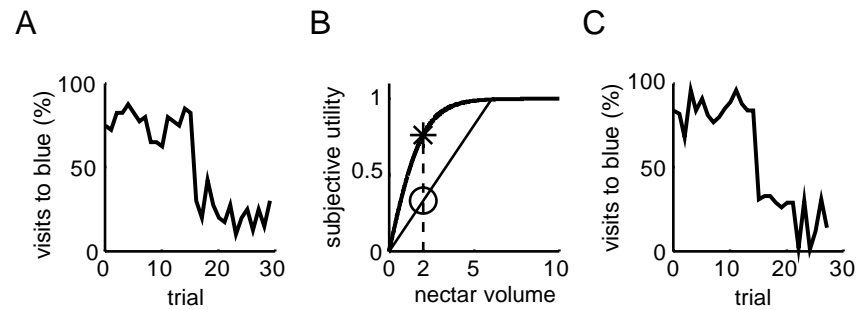 A
visits to blue (%)
100
50
0
0 10 20 30
trial
B
subjective utility
1
0.5
0
0 2 5 10
nectar volume
C
visits to blue (%)
100
50
0
0 10 20 30
trial